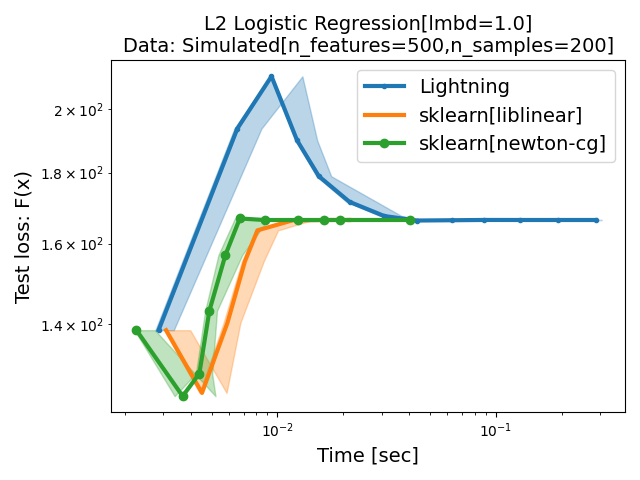 L2 Logistic Regression[lmbd=1.0]
Data: Simulated[n_features=500,n_samples=200]
Lightning
sklearn[liblinear]
sklearn[newton-cg]
Test loss: F(x)
2 × 10²
1.8 × 10²
1.6 × 10²
1.4 × 10²
10⁻²
10⁻¹
Time [sec]